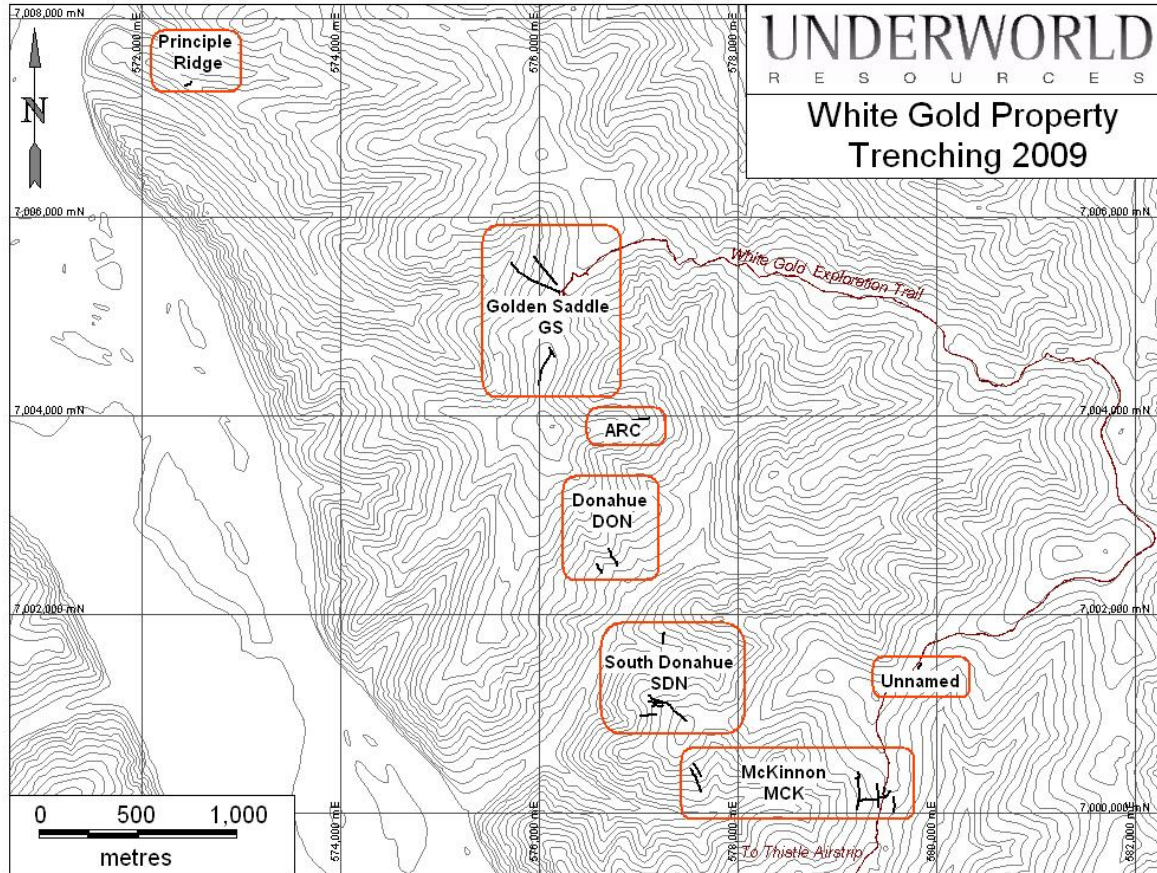 7,008,000 mN
572,000 mE
574,000 mE
576,000 mE
578,000 mE
Principle
Ridge
N
UNDERWORLD
RESOURCES
White Gold Property
Trenching 2009
7,006,000 mN
7,006,000 mN
White Gold Exploration Trail
Golden Saddle
GS
7,004,000 mN
7,004,000 mN
ARC
Donahue
DON
7,002,000 mN
7,002,000 mN
South Donahue
SDN
Unnamed
McKinnon
MCK
7,000,000 mN
0 500 1,000
metres
574,000 mE
576,000 mE
578,000 mE
580,000 mE
582,000 mE
To Thistle Airstrip